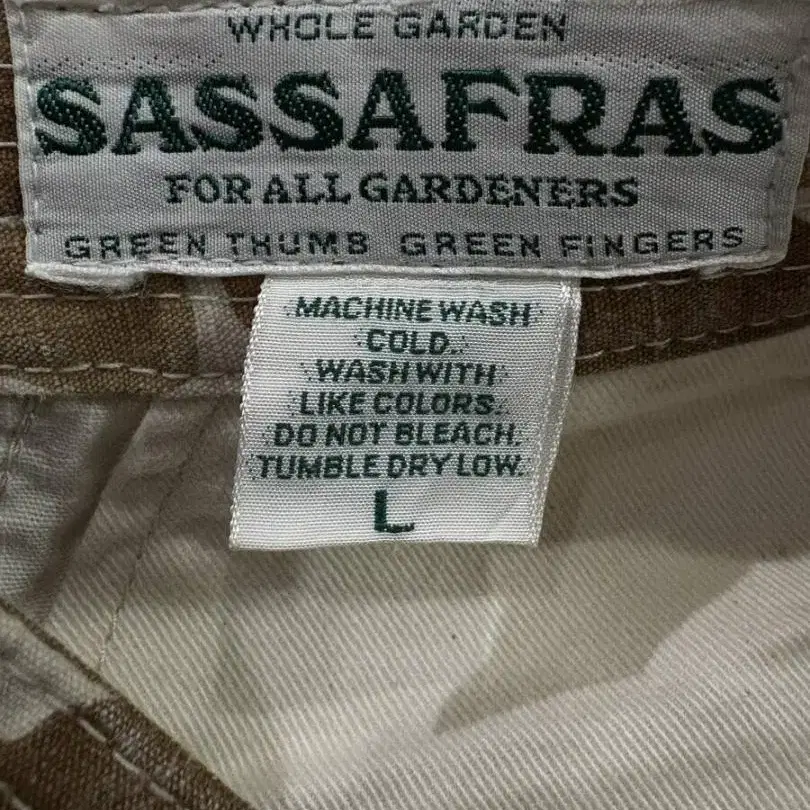 WHOLE GARDEN
SASSAFRAS
FOR ALL GARDENERS
GREEN THUMB GREEN FINGERS
MACHINE WASH
COLD.
WASH WITH
LIKE COLORS.
DO NOT BLEACH.
TUMBLE DRY LOW.
L